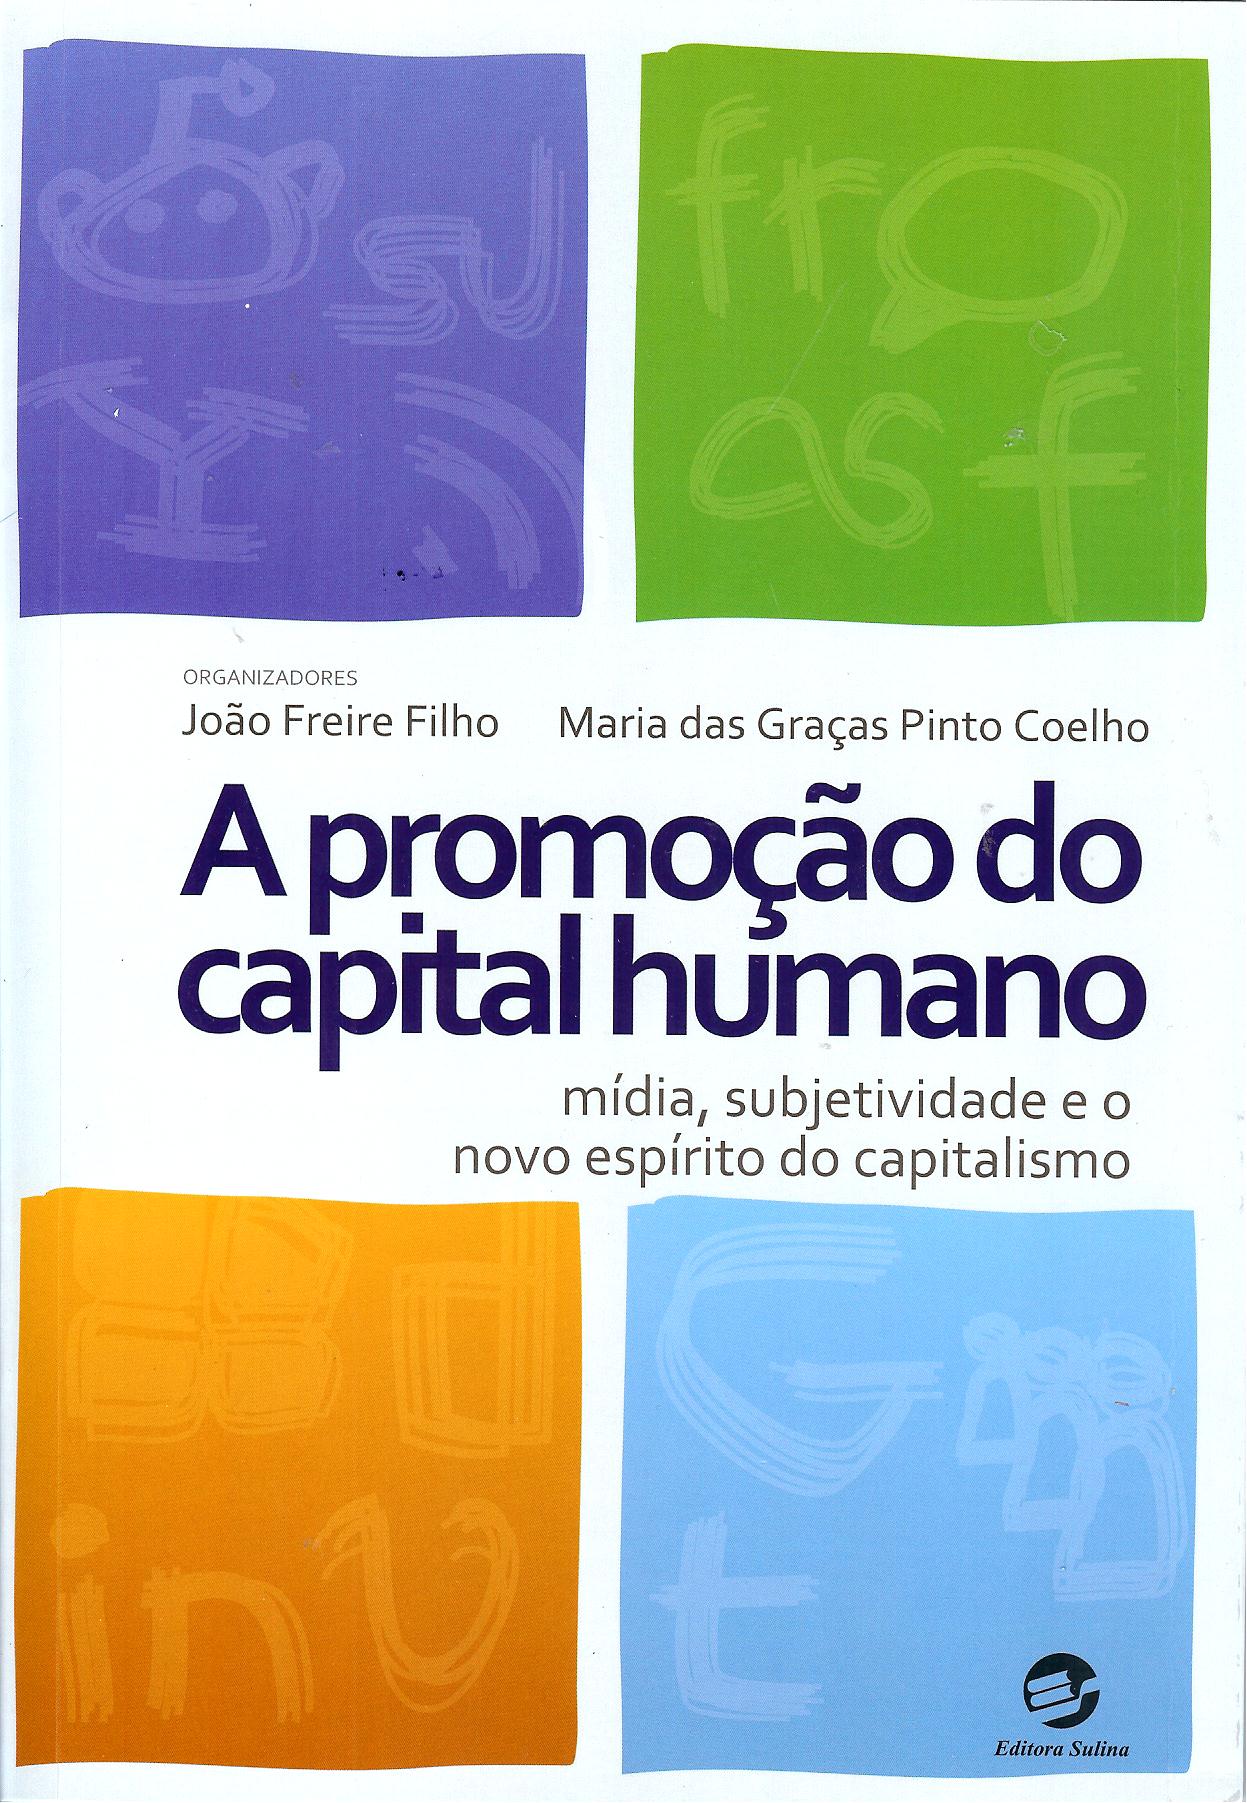 ORGANIZADORES
João Freire Filho Maria das Graças Pinto Coelho
A promoção do
capital humano
mídia, subjetividade e o
novo espírito do capitalismo
Editora Sulina